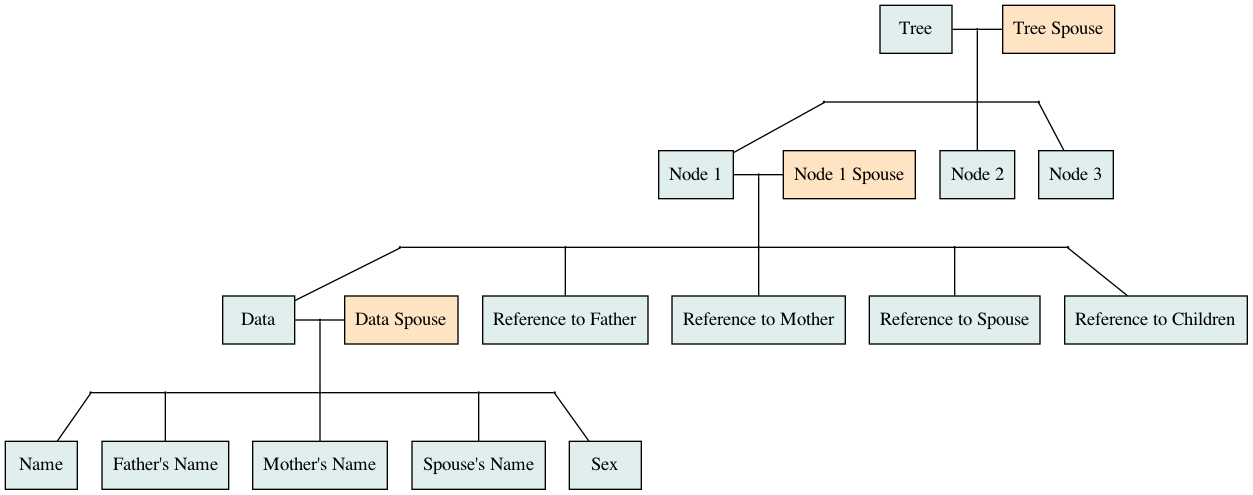 Tree
Tree Spouse
Node 1
Node 1 Spouse
Node 2
Node 3
Data
Data Spouse
Reference to Father
Reference to Mother
Reference to Spouse
Reference to Children
Name
Father's Name
Mother's Name
Spouse's Name
Sex